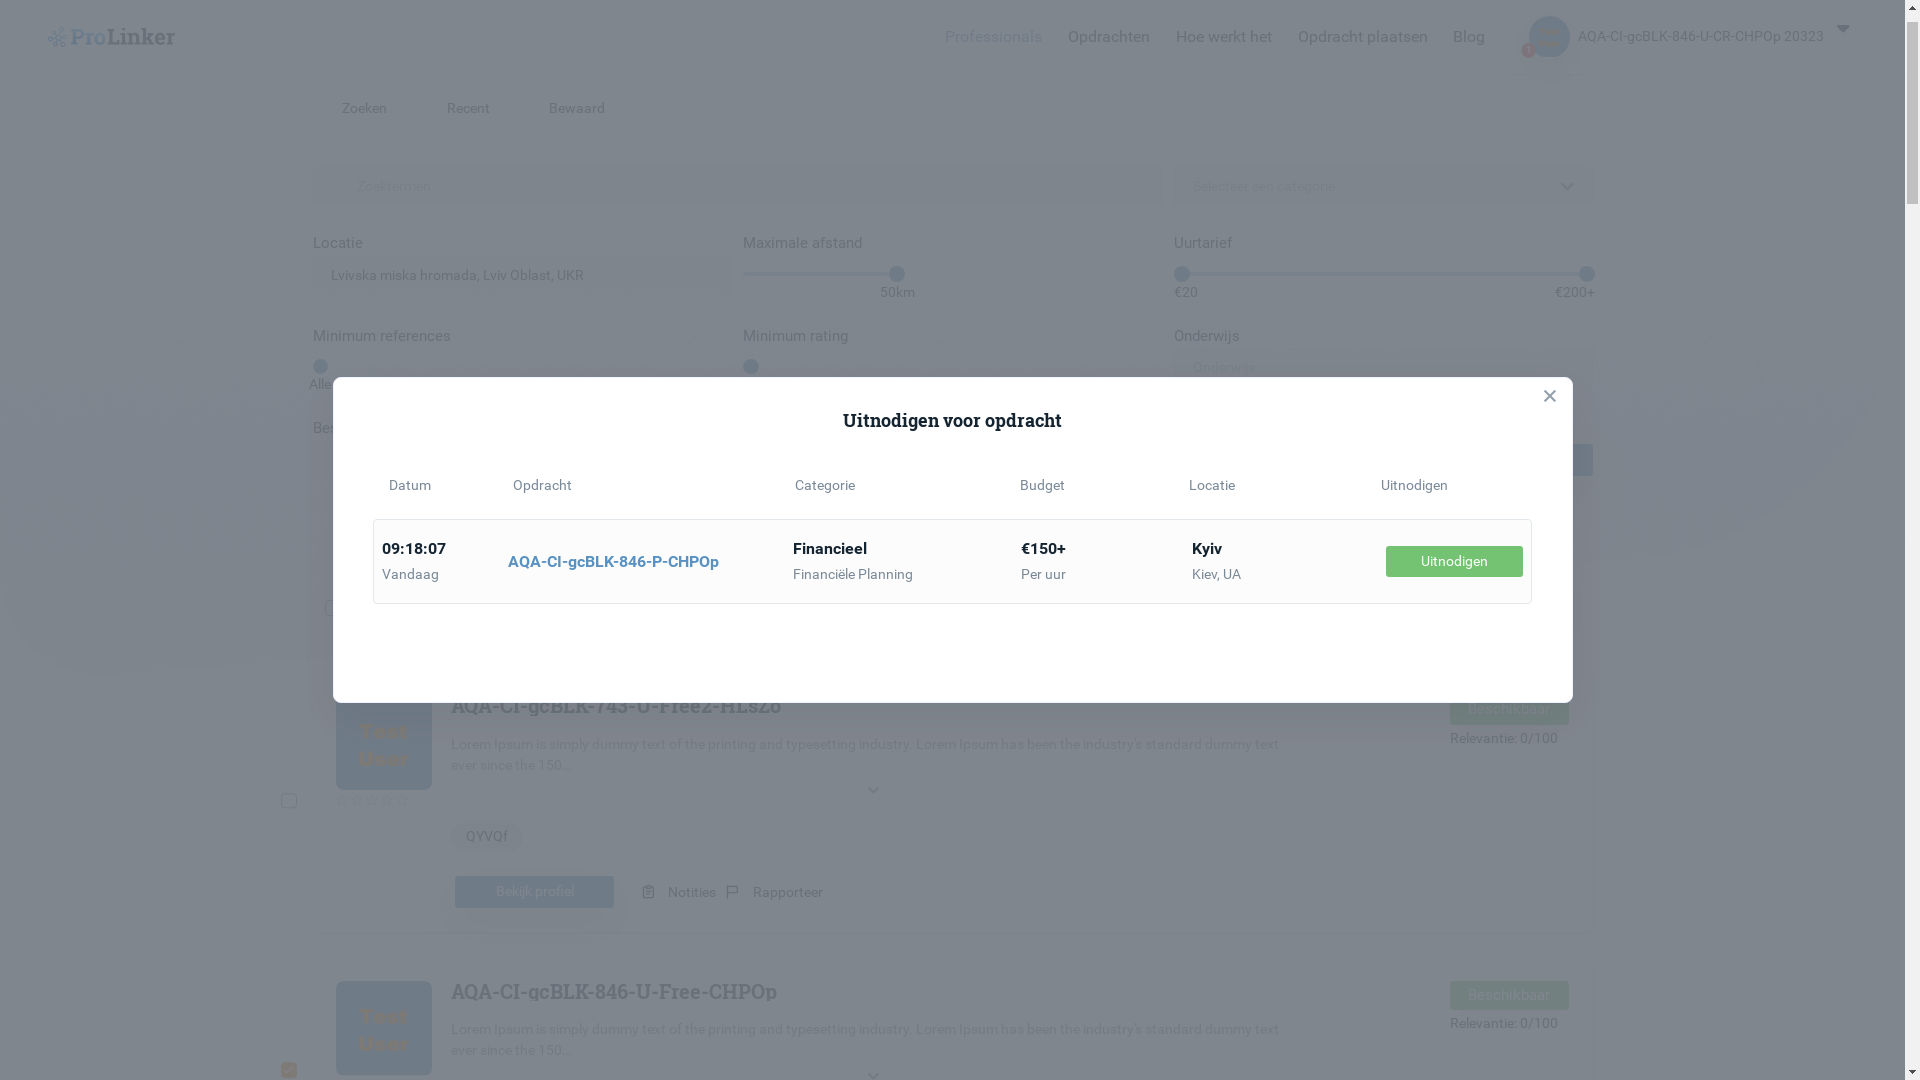 ProLinker
Professionals Opdrachten Hoe werkt het Opdracht plaatsen Blog 1 AQA-CI-gcBLK-846-U-CR-CHPOp 20323
Zoeken Recent Bewaard
Zoektermen Selecteer een categorie
Locatie Maximale afstand Uurtarief
Lvivska miska hromada, Lviv Oblast, UKR
50km €20 €200+
Minimum references Minimum rating Onderwijs
Onderwijs
Alle
Uitnodigen voor opdracht
Datum Opdracht Categorie Budget Locatie Uitnodigen
09:18:07 Financieel €150+ Kyiv
AQA-CI-gcBLK-846-P-CHPOp Uitnodigen
Vandaag Financiële Planning Per uur Kiev, UA
AQA-CI-gcBLK-743-U-Free2-HLsZo Beschikbaar
Test
User
Relevantie: 0/100
Lorem Ipsum is simply dummy text of the printing and typesetting industry. Lorem Ipsum has been the industry's standard dummy text
ever since the 150...
QYVQf
Bekijk profiel Notities Rapporteer
AQA-CI-gcBLK-846-U-Free-CHPOp Beschikbaar
Test
User
Relevantie: 0/100
Lorem Ipsum is simply dummy text of the printing and typesetting industry. Lorem Ipsum has been the industry's standard dummy text
ever since the 150...